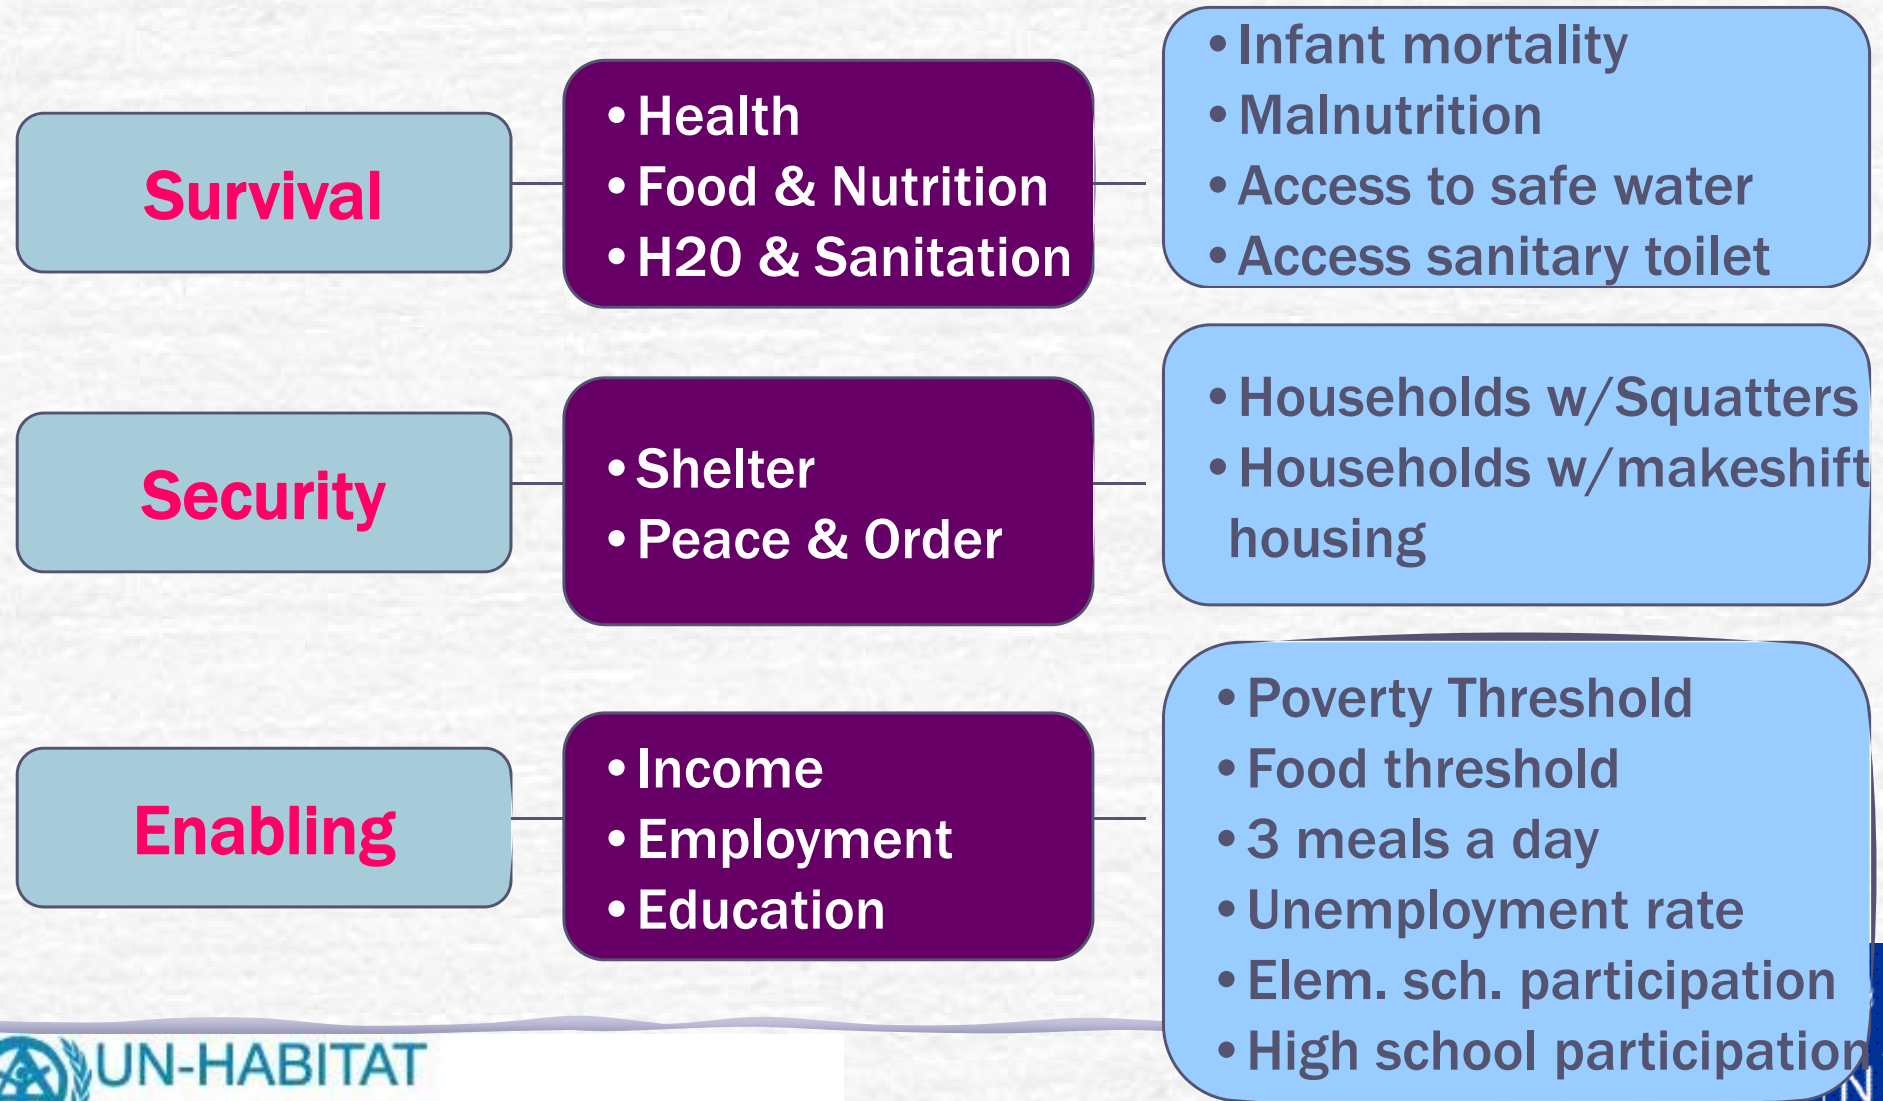 Survival
• Health
• Food & Nutrition
• H20 & Sanitation
• Infant mortality
• Malnutrition
• Access to safe water
• Access sanitary toilet
Security
• Shelter
• Peace & Order
• Households w/Squatters
• Households w/makeshift
housing
Enabling
• Income
• Employment
• Education
• Poverty Threshold
• Food threshold
• 3 meals a day
• Unemployment rate
• Elem. sch. participation
• High school participation
UN-HABITAT